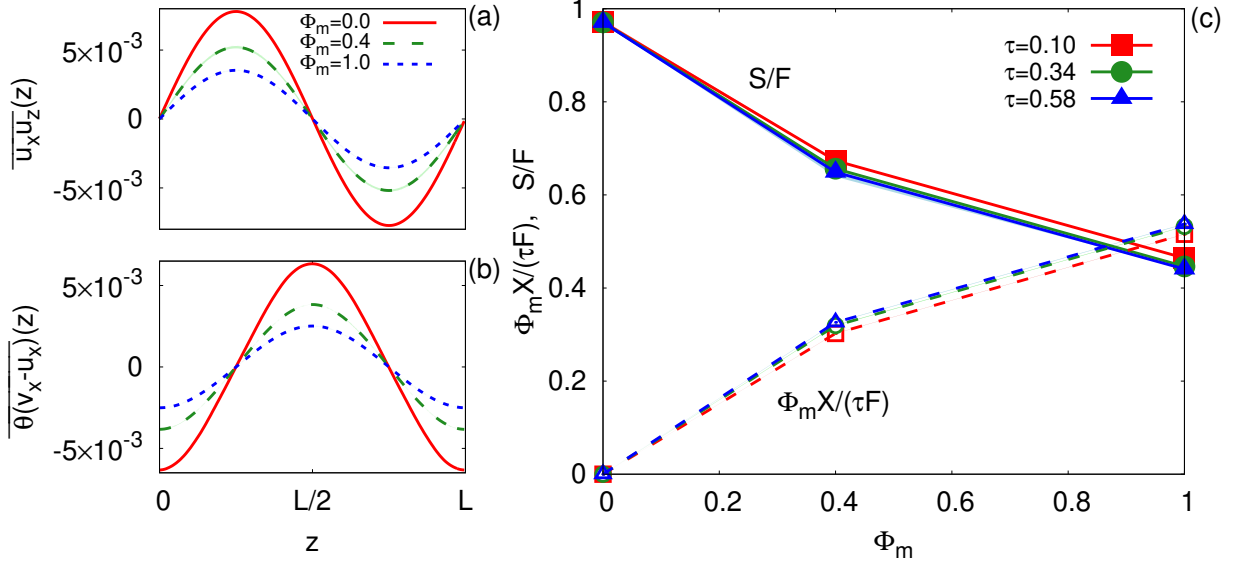 (a)
Φm=0.0
Φm=0.4
Φm=1.0
5×10⁻³
0
-5×10⁻³
uxuz(z)
(b)
5×10⁻³
0
-5×10⁻³
θ(vx-ux)(z)
0 L/2 L
z
(c)
τ=0.10
τ=0.34
τ=0.58
S/F
ΦmX/(τF)
1
0.8
0.6
0.4
0.2
0
ΦmX/(τF), S/F
0 0.2 0.4 0.6 0.8 1
Φm